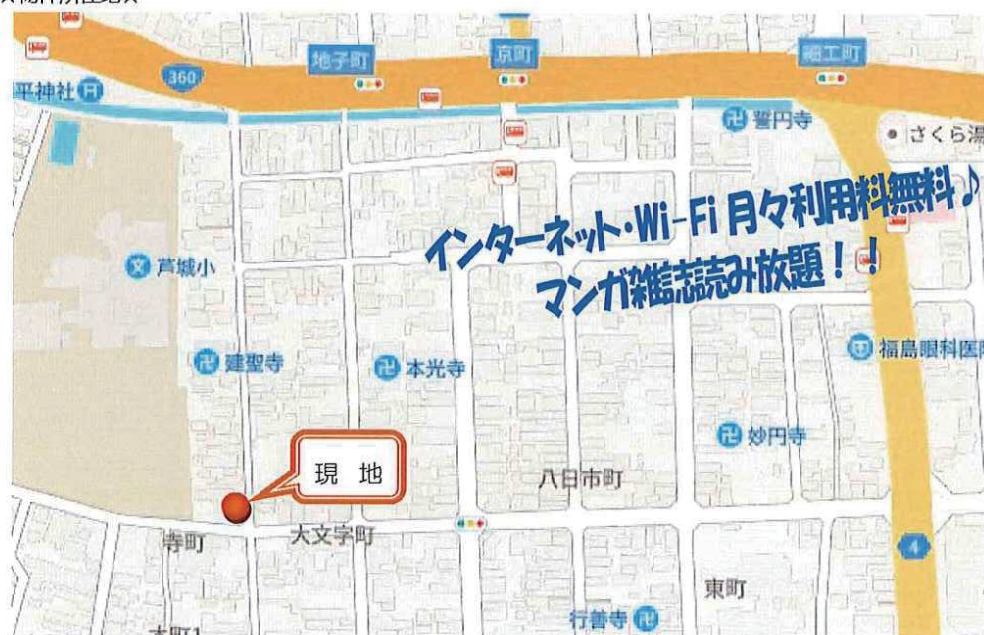 地子町
京町
細工町
360
平神社
誓円寺
さくら湯
インターネット・Wi-Fi 月々利用料無料♪
マンガ雑誌読み放題！！
芦城小
建聖寺
本光寺
福島眼科医院
妙円寺
現 地
八日市町
寺町
大文字町
4
東町
行善寺